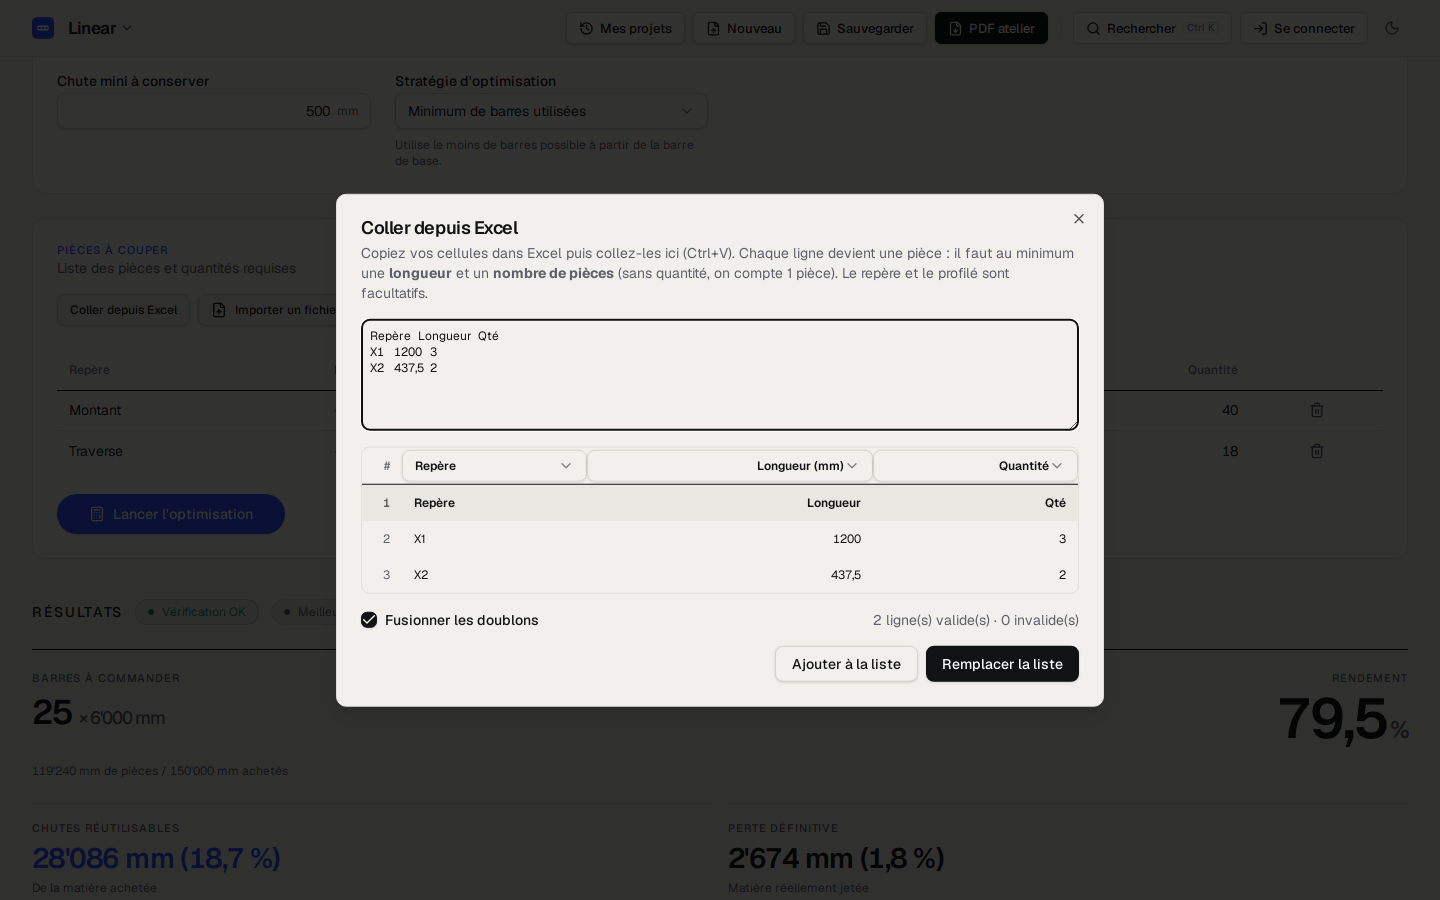 Linear
Mes projets
Nouveau
Sauvegarder
PDF atelier
Rechercher Ctrl K
Se connecter
Chute mini à conserver
Stratégie d'optimisation
500 mm
Minimum de barres utilisées
Utilise le moins de barres possible à partir de la barre
de base.
Coller depuis Excel
Copiez vos cellules dans Excel puis collez-les ici (Ctrl+V). Chaque ligne devient une pièce : il faut au minimum
une longueur et un nombre de pièces (sans quantité, on compte 1 pièce). Le repère et le profilé sont
facultatifs.
Repère Longueur Qté
X1 1200 3
X2 437,5 2
# Repère Longueur (mm) Quantité
1 Repère Longueur Qté
2 X1 1200 3
3 X2 437,5 2
Fusionner les doublons
2 ligne(s) valide(s) · 0 invalide(s)
Ajouter à la liste
Remplacer la liste
PIÈCES À COUPER
Liste des pièces et quantités requises
Coller depuis Excel
Importer un fichie
Repère
Quantité
Montant
40
Traverse
18
Lancer l'optimisation
RÉSULTATS
Vérification OK
Meilleu
BARRES À COMMANDER
25 × 6'000 mm
119'240 mm de pièces / 150'000 mm achetés
RENDEMENT
79,5 %
CHUTES RÉUTILISABLES
28'086 mm (18,7 %)
De la matière achetée
PERTE DÉFINITIVE
2'674 mm (1,8 %)
Matière réellement jetée